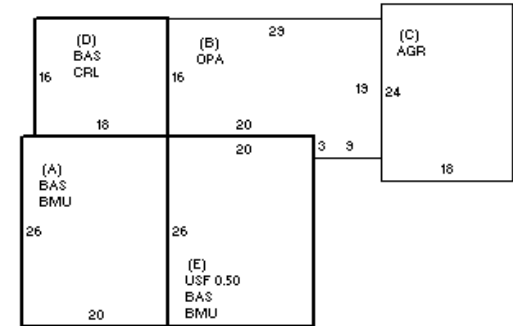 (D)
BAS
CRL
16
18
(B)
OPA
29
16
19
20
3 9
(C)
AGR
24
18
(A)
BAS
BMU
26
20
20
26
(E)
USF 0.50
BAS
BMU